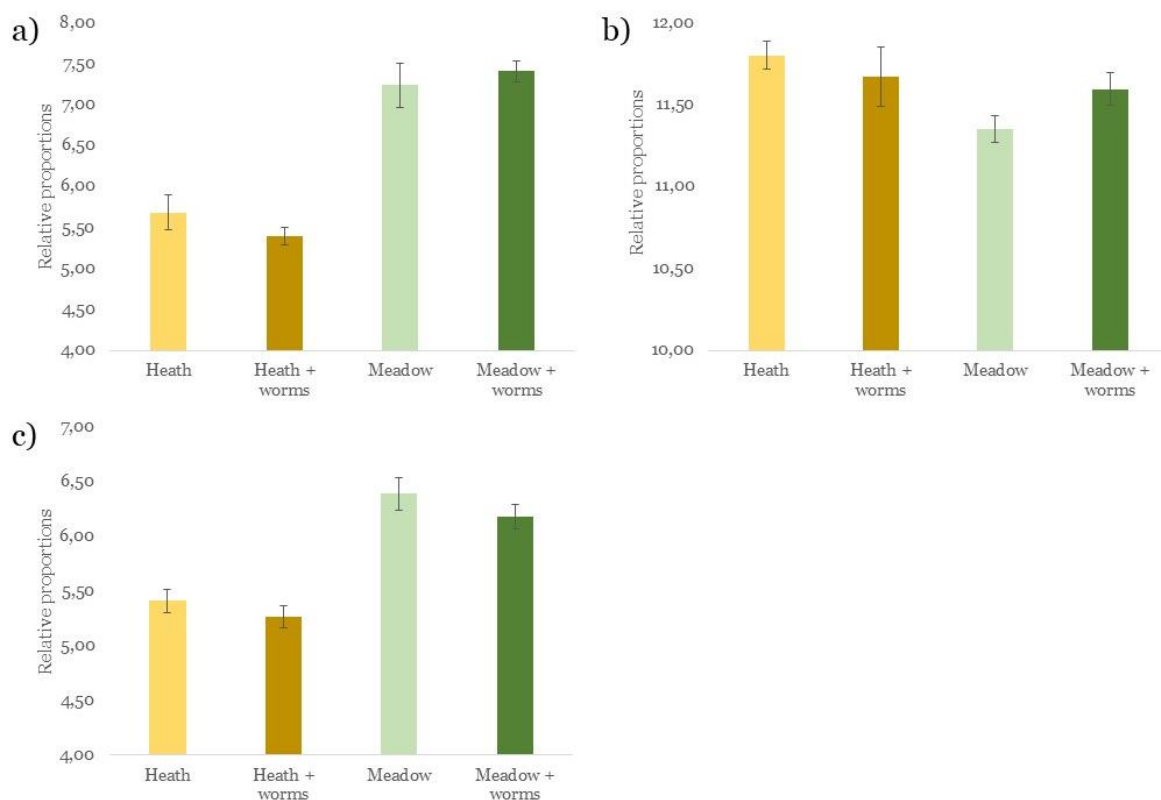 a)
Relative proportions
8,00
7,50
7,00
6,50
6,00
5,50
5,00
4,50
4,00
Heath
Heath +
worms
Meadow
Meadow +
worms
b)
Relative proportions
12,00
11,50
11,00
10,50
10,00
Heath
Heath +
worms
Meadow
Meadow +
worms
c)
Relative proportions
7,00
6,50
6,00
5,50
5,00
4,50
4,00
Heath
Heath +
worms
Meadow
Meadow +
worms